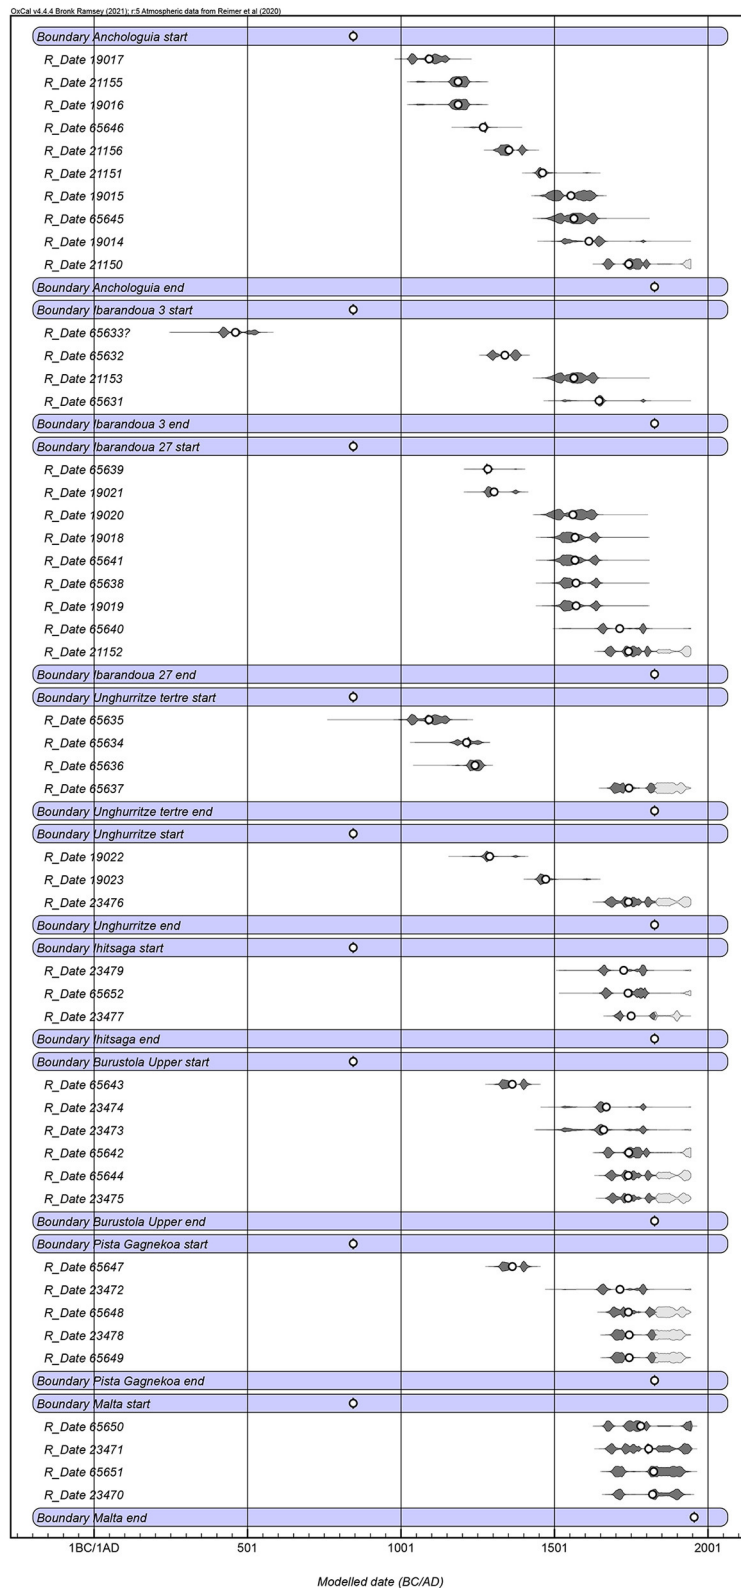 OxCal v4.4.4 Bronk Ramsey (2021); r:5 Atmospheric data from Reimer et al (2020)
Boundary Anchologuia start
R_Date 19017
R_Date 21155
R_Date 19016
R_Date 65646
R_Date 21156
R_Date 21151
R_Date 19015
R_Date 65645
R_Date 19014
R_Date 21150
Boundary Anchologuia end
Boundary Ibarandoua 3 start
R_Date 65633?
R_Date 65632
R_Date 21153
R_Date 65631
Boundary Ibarandoua 3 end
Boundary Ibarandoua 27 start
R_Date 65639
R_Date 19021
R_Date 19020
R_Date 19018
R_Date 65641
R_Date 65638
R_Date 19019
R_Date 65640
R_Date 21152
Boundary Ibarandoua 27 end
Boundary Unghurritze tertre start
R_Date 65635
R_Date 65634
R_Date 65636
R_Date 65637
Boundary Unghurritze tertre end
Boundary Unghurritze start
R_Date 19022
R_Date 19023
R_Date 23476
Boundary Unghurritze end
Boundary Ihitsaga start
R_Date 23479
R_Date 65652
R_Date 23477
Boundary Ihitsaga end
Boundary Burustola Upper start
R_Date 65643
R_Date 23474
R_Date 23473
R_Date 65642
R_Date 65644
R_Date 23475
Boundary Burustola Upper end
Boundary Pista Gagnekoa start
R_Date 65647
R_Date 23472
R_Date 65648
R_Date 23478
R_Date 65649
Boundary Pista Gagnekoa end
Boundary Malta start
R_Date 65650
R_Date 23471
R_Date 65651
R_Date 23470
Boundary Malta end
1BC/1AD 501 1001 1501 2001
Modelled date (BC/AD)